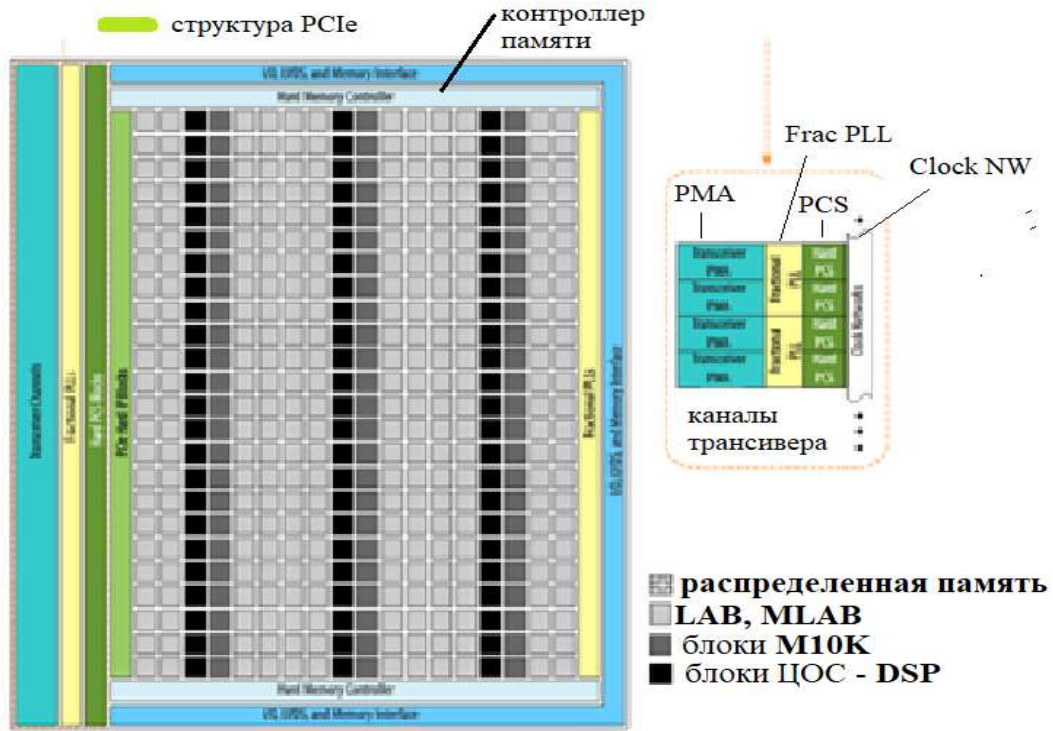 структура PCIe
контроллер
памяти
I/O, LVDS, and Memory Interface
Hard Memory Controller
Transceiver Channels
Fractional PLLs
Hard PCS Blocks
PCIe Hard IP Blocks
Fractional PLLs
I/O, LVDS, and Memory Interface
Hard Memory Controller
I/O, LVDS, and Memory Interface
Frac PLL
Clock NW
PMA
PCS
Transceiver
PMA
Transceiver
PMA
Transceiver
PMA
Transceiver
PMA
Fractional
PLL
Fractional
PLL
Hard
PCS
Hard
PCS
Hard
PCS
Hard
PCS
Clock Networks
каналы
трансивера
распределенная память
LAB, MLAB
блоки M10K
блоки ЦОС - DSP